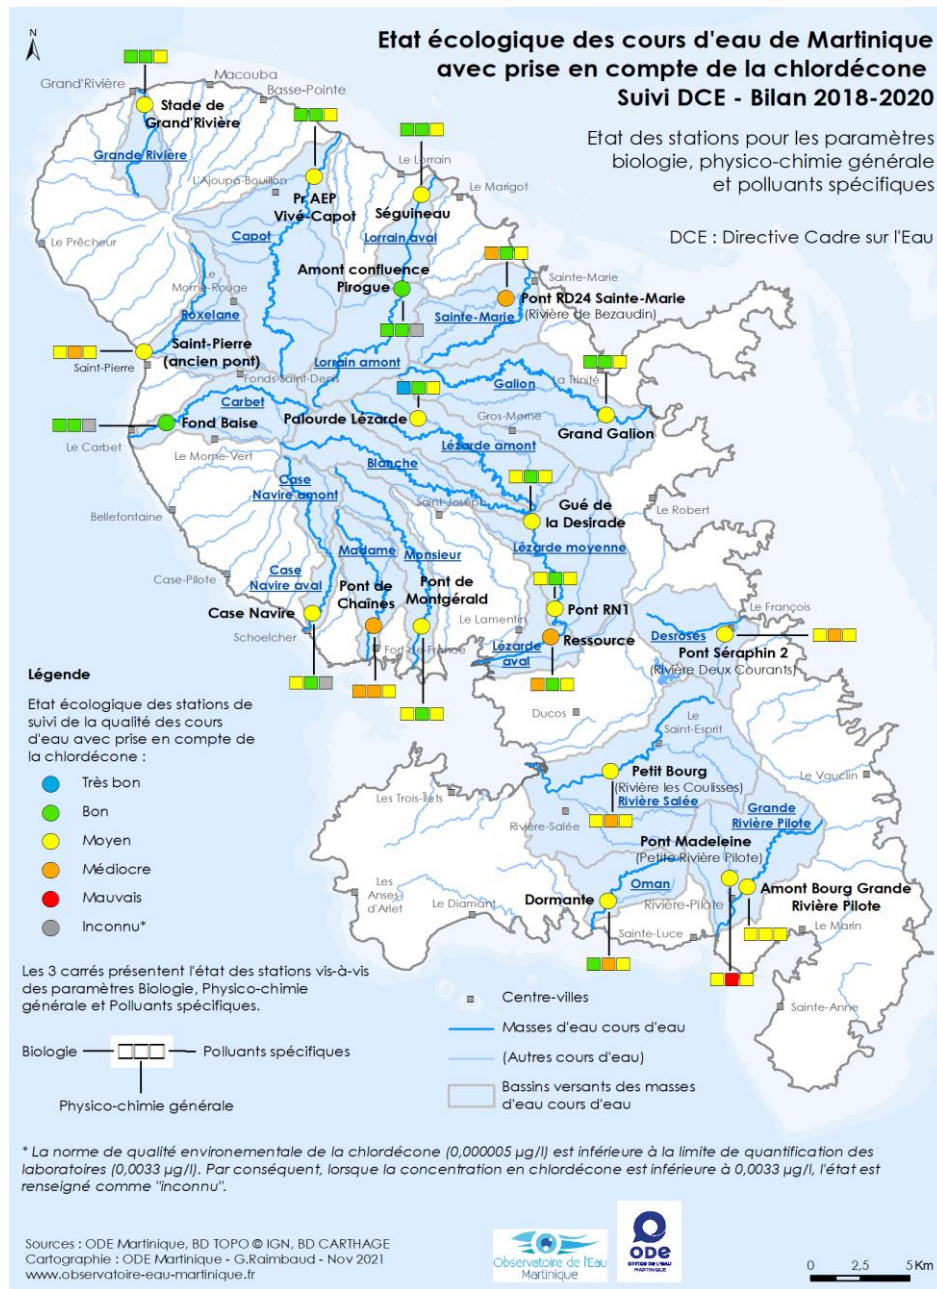 Etat écologique des cours d'eau de Martinique
avec prise en compte de la chlordécone
Suivi DCE - Bilan 2018-2020
Etat des stations pour les paramètres
biologie, physico-chimie générale
et polluants spécifiques
DCE : Directive Cadre sur l'Eau
N
Grand'Rivière
Macouba
Basse-Pointe
Stade de
Grand'Rivière
Grande Rivière
L'Ajoupa-Bouillon
Le Lorrain
Le Marigot
Pr AEP
Vivé-Capot
Séguineau
Capot
Lorrain aval
Le Prêcheur
Amont confluence
Pirogue
Sainte-Marie
Le
Morne-Rouge
Pont RD24 Sainte-Marie
(Rivière de Bezaudin)
Sainte-Marie
Roxelane
Saint-Pierre
(ancien pont)
Saint-Pierre
Lorrain amont
Fonds-Saint-Denis
Galion
La Trinité
Carbet
Palourde Lézarde
Gros-Morne
Fond Baise
Grand Galion
Le Carbet
Le Morne-Vert
Lézarde amont
Blanche
Case
Navire amont
Saint-Joseph
Gué de
la Desirade
Le Robert
Bellefontaine
Lézarde moyenne
Madame
Monsieur
Case-Pilote
Case
Navire aval
Pont de
Chaînes
Pont de
Montgérald
Case Navire
Pont RN1
Le François
Schoelcher
Le Lamentin
Ressource
Desroses
Fort-de-France
Lézarde
aval
Pont Séraphin 2
(Rivière Deux Courants)
Ducos
Le
Saint-Esprit
Petit Bourg
(Rivière les Coulisses)
Rivière Salée
Le Vauclin
Les Trois-Îlets
Rivière-Salée
Grande
Rivière Pilote
Pont Madeleine
(Petite Rivière Pilote)
Oman
Les
Anses
d'Arlet
Le Diamant
Dormante
Rivière-Pilote
Amont Bourg Grande
Rivière Pilote
Sainte-Luce
Le Marin
Sainte-Anne
Légende
Etat écologique des stations de
suivi de la qualité des cours
d'eau avec prise en compte de
la chlordécone :
Très bon
Bon
Moyen
Médiocre
Mauvais
Inconnu*
Les 3 carrés présentent l'état des stations vis-à-vis
des paramètres Biologie, Physico-chimie
générale et Polluants spécifiques.
Biologie
Polluants spécifiques
Physico-chimie générale
Centre-villes
Masses d'eau cours d'eau
(Autres cours d'eau)
Bassins versants des masses
d'eau cours d'eau
* La norme de qualité environementale de la chlordécone (0,000005 µg/l) est inférieure à la limite de quantification des
laboratoires (0,0033 µg/l). Par conséquent, lorsque la concentration en chlordécone est inférieure à 0,0033 µg/l, l'état est
renseigné comme "inconnu".
Sources : ODE Martinique, BD TOPO © IGN, BD CARTHAGE
Cartographie : ODE Martinique - G.Raimbaud - Nov 2021
www.observatoire-eau-martinique.fr
Observatoire de l'Eau
Martinique
ODE
OFFICE DE L'EAU
MARTINIQUE
0 2,5 5 Km